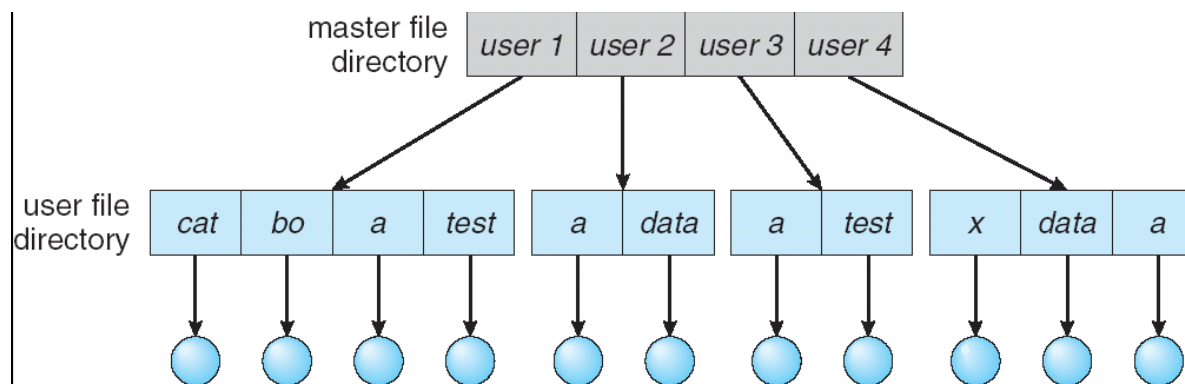 master file
directory
user 1 user 2 user 3 user 4
user file
directory
cat bo a test a data a test x data a